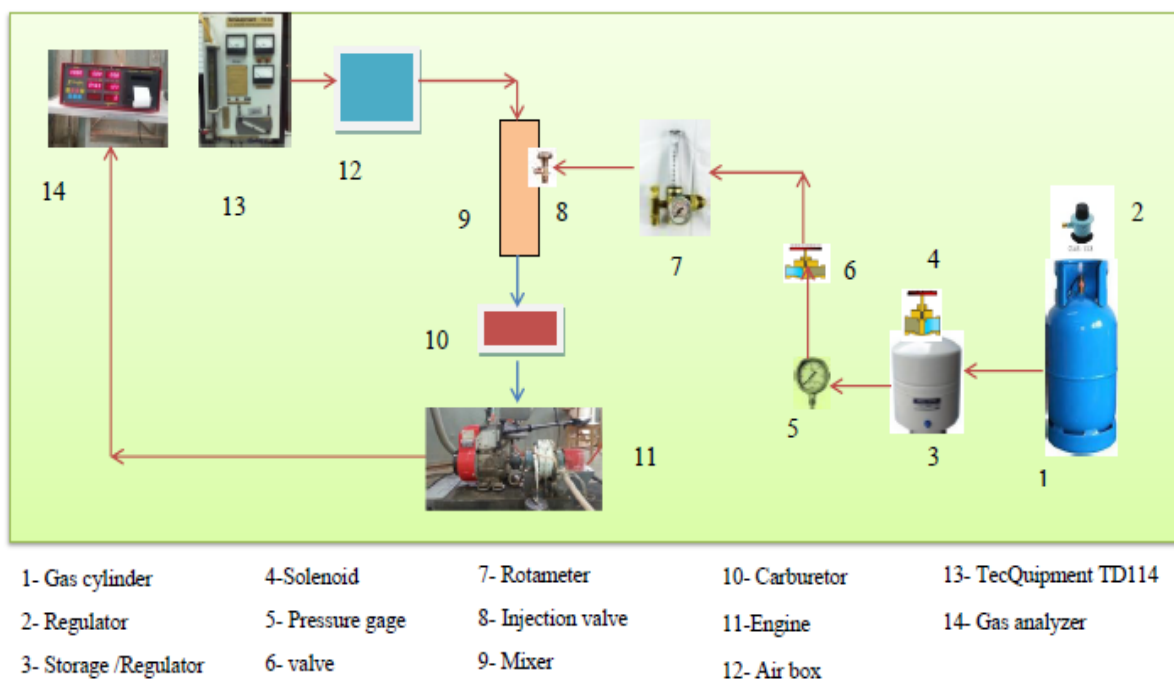 14
13
12
9
8
7
6
4
2
10
5
3
11
1
1- Gas cylinder
2- Regulator
3- Storage /Regulator
4-Solenoid
5- Pressure gage
6- valve
7- Rotameter
8- Injection valve
9- Mixer
10- Carburetor
11-Engine
12- Air box
13- TecQuipment TD114
14- Gas analyzer